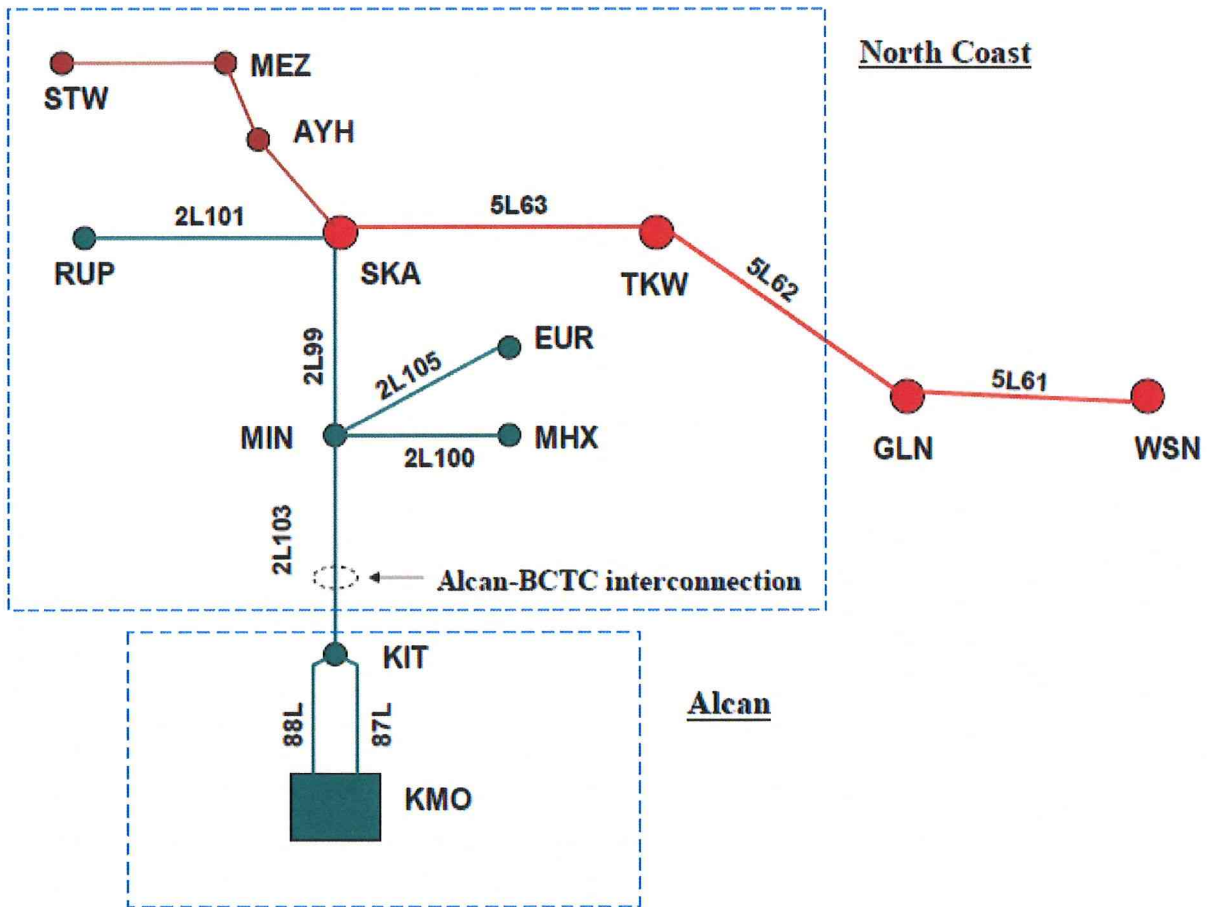 North Coast
MEZ
STW
AYH
2L101
5L63
RUP
SKA
TKW
5L62
2L99
EUR
2L105
5L61
MIN
MHX
2L100
GLN
WSN
2L103
Alcan-BCTC interconnection
KIT
Alcan
88L
87L
KMO